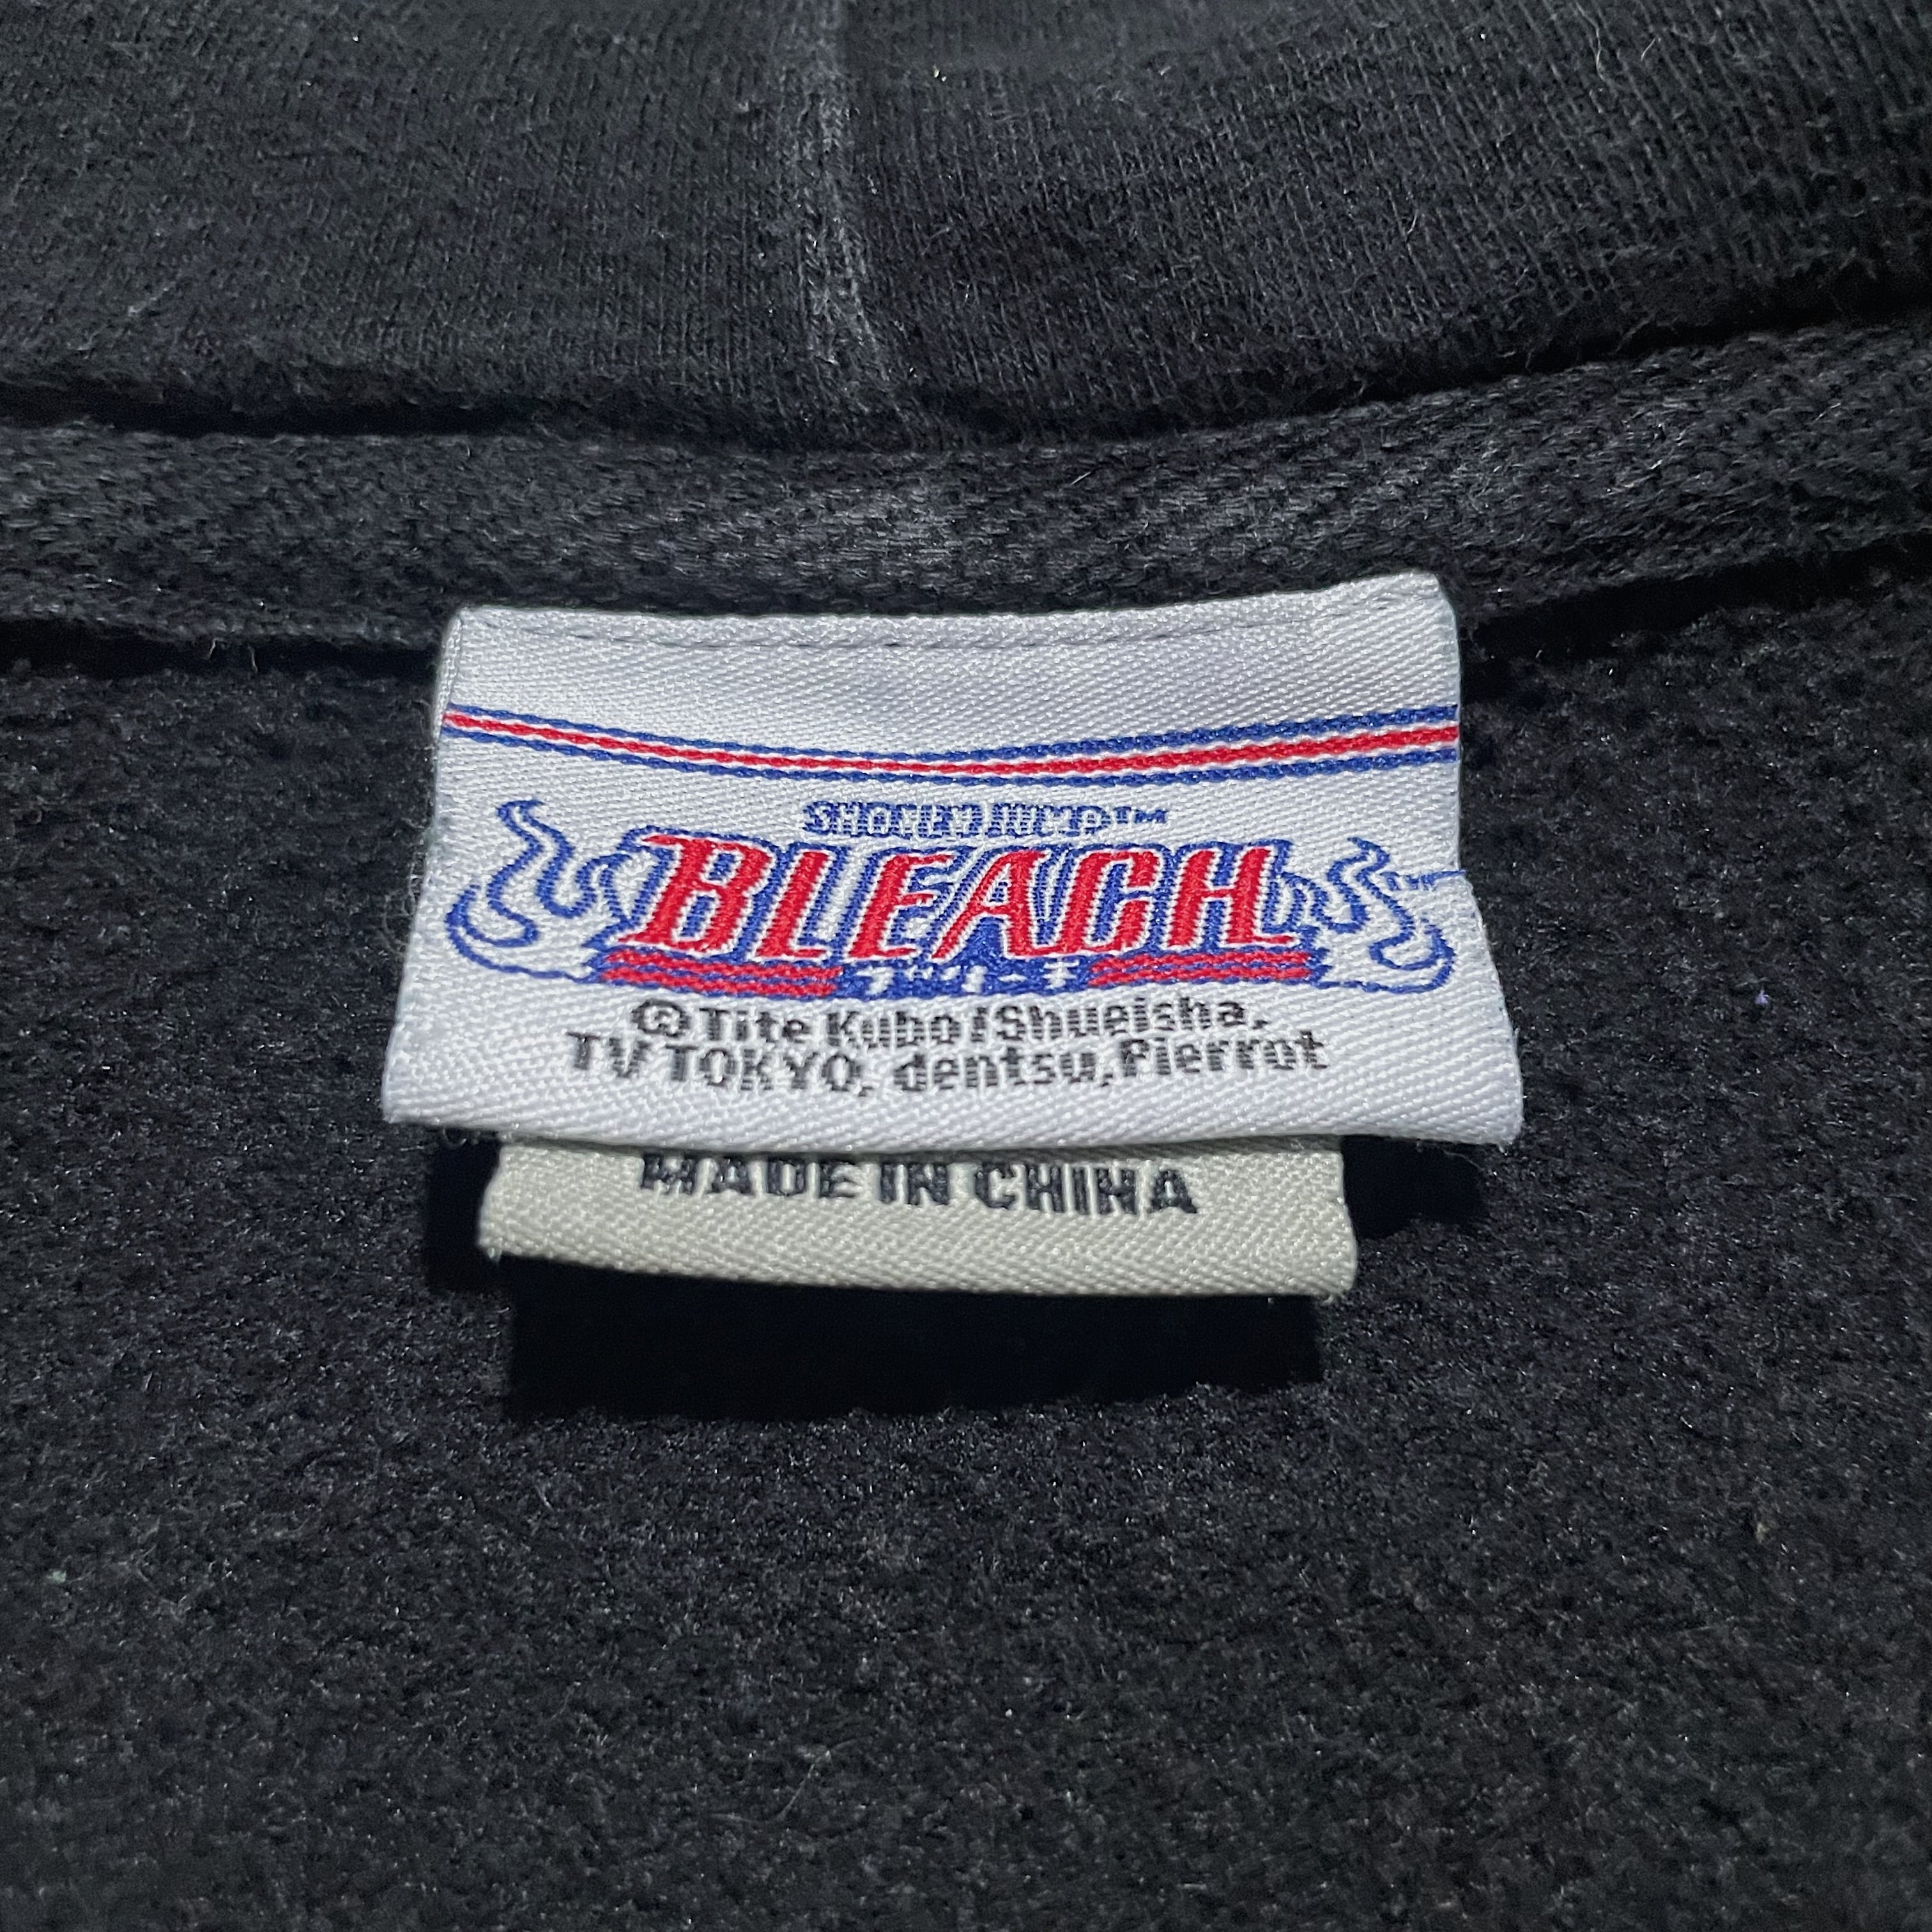 SHONEN JUMP™
BLEACH
ブリーチ
©Tite Kubo/Shueisha,
TV TOKYO, dentsu, Pierrot
MADE IN CHINA